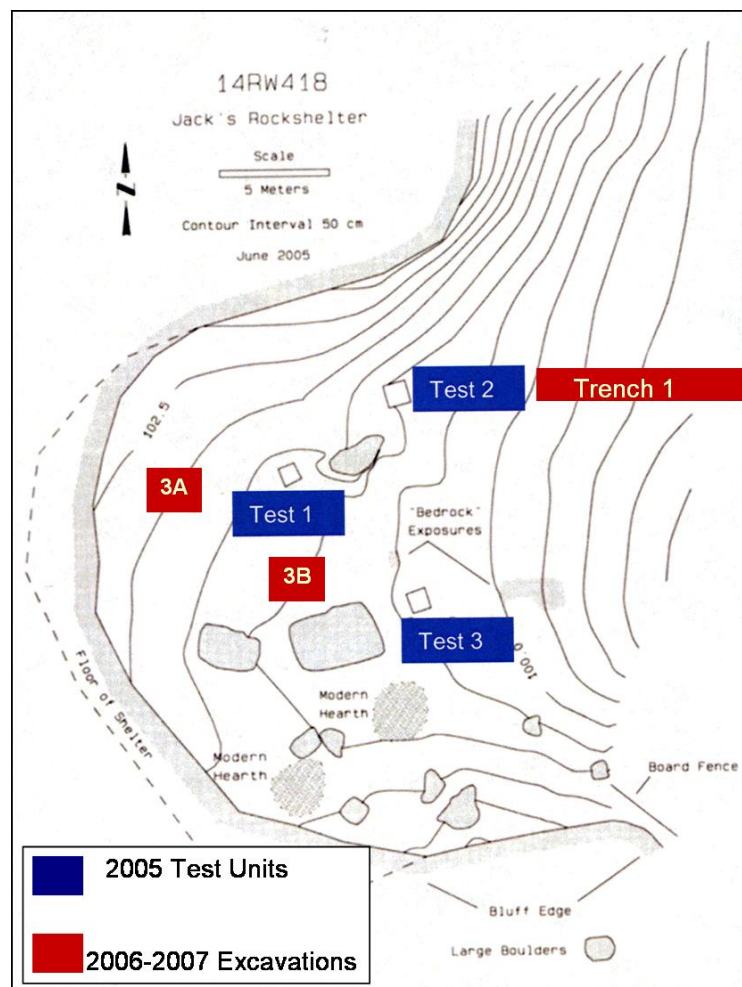 14RW418
Jack's Rockshelter
Scale
5 Meters
N
Contour Interval 50 cm
June 2005
Test 2
Trench 1
102.5
3A
Test 1
"Bedrock"
Exposures
3B
Test 3
100.0
Floor of Shelter
Modern
Hearth
Modern
Hearth
Board Fence
2005 Test Units
2006-2007 Excavations
Bluff Edge
Large Boulders